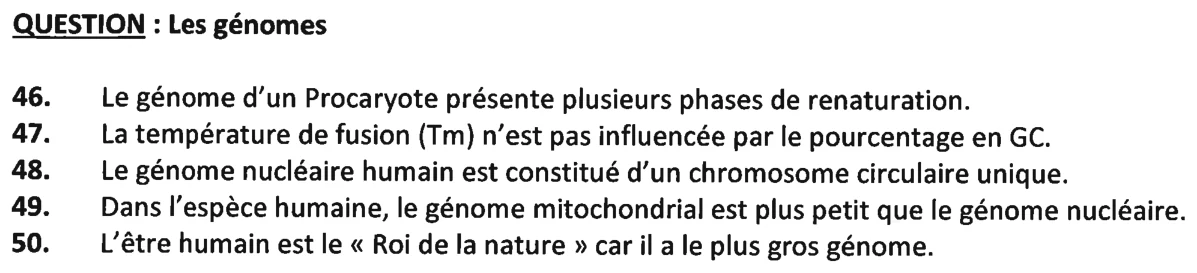 QUESTION : Les génomes
46. Le génome d'un Procaryote présente plusieurs phases de renaturation.
47. La température de fusion (Tm) n'est pas influencée par le pourcentage en GC.
48. Le génome nucléaire humain est constitué d'un chromosome circulaire unique.
49. Dans l'espèce humaine, le génome mitochondrial est plus petit que le génome nucléaire.
50. L'être humain est le « Roi de la nature » car il a le plus gros génome.